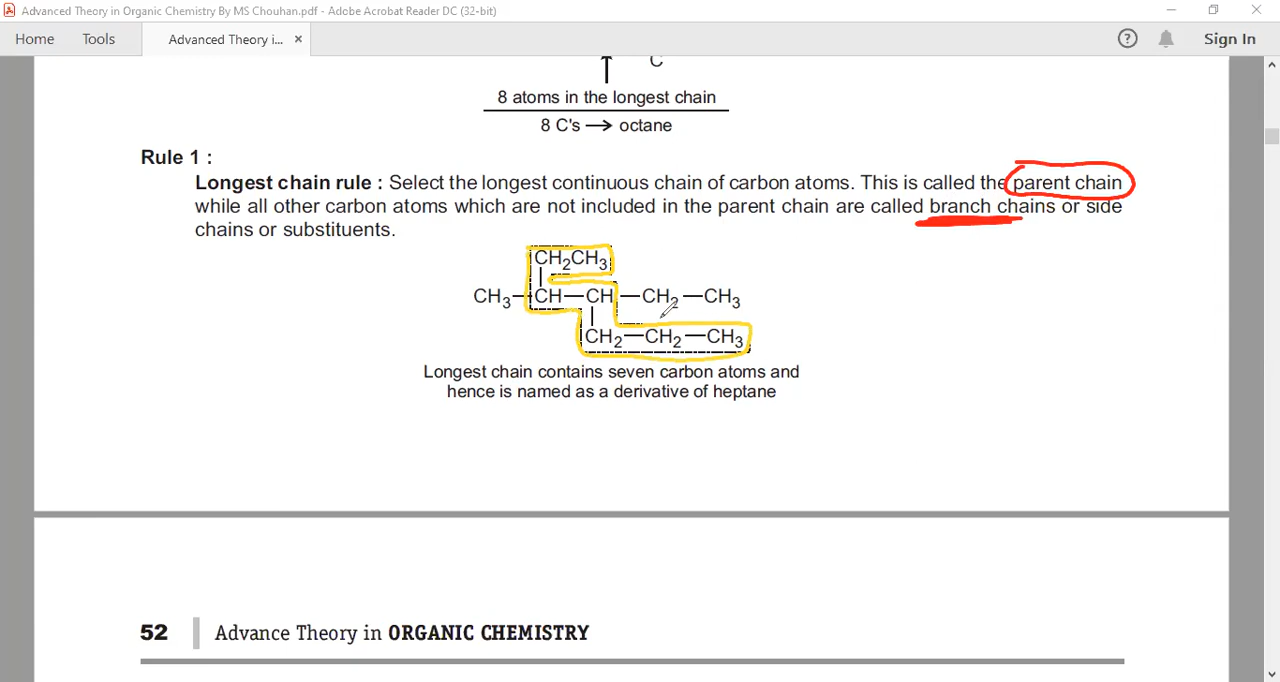 Advanced Theory in Organic Chemistry By MS Chouhan.pdf - Adobe Acrobat Reader DC (32-bit)
Home Tools Advanced Theory i... × ? Sign In
C
8 atoms in the longest chain
8 C's → octane
Rule 1 :
Longest chain rule : Select the longest continuous chain of carbon atoms. This is called the parent chain
while all other carbon atoms which are not included in the parent chain are called branch chains or side
chains or substituents.
CH₂CH₃
CH₃—CH—CH—CH₂—CH₃
CH₂—CH₂—CH₃
Longest chain contains seven carbon atoms and
hence is named as a derivative of heptane
52 Advance Theory in ORGANIC CHEMISTRY